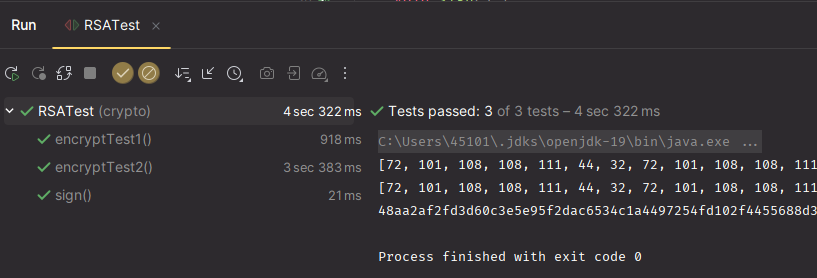 Run
RSATest
RSATest (crypto) 4 sec 322 ms
encryptTest1() 918 ms
encryptTest2() 3 sec 383 ms
sign() 21 ms
Tests passed: 3 of 3 tests – 4 sec 322 ms
C:\Users\45101\.jdks\openjdk-19\bin\java.exe ...
[72, 101, 108, 108, 111, 44, 32, 72, 101, 108, 108, 111
[72, 101, 108, 108, 111, 44, 32, 72, 101, 108, 108, 111
48aa2af2fd3d60c3e5e95f2dac6534c1a4497254fd102f4455688d3
Process finished with exit code 0